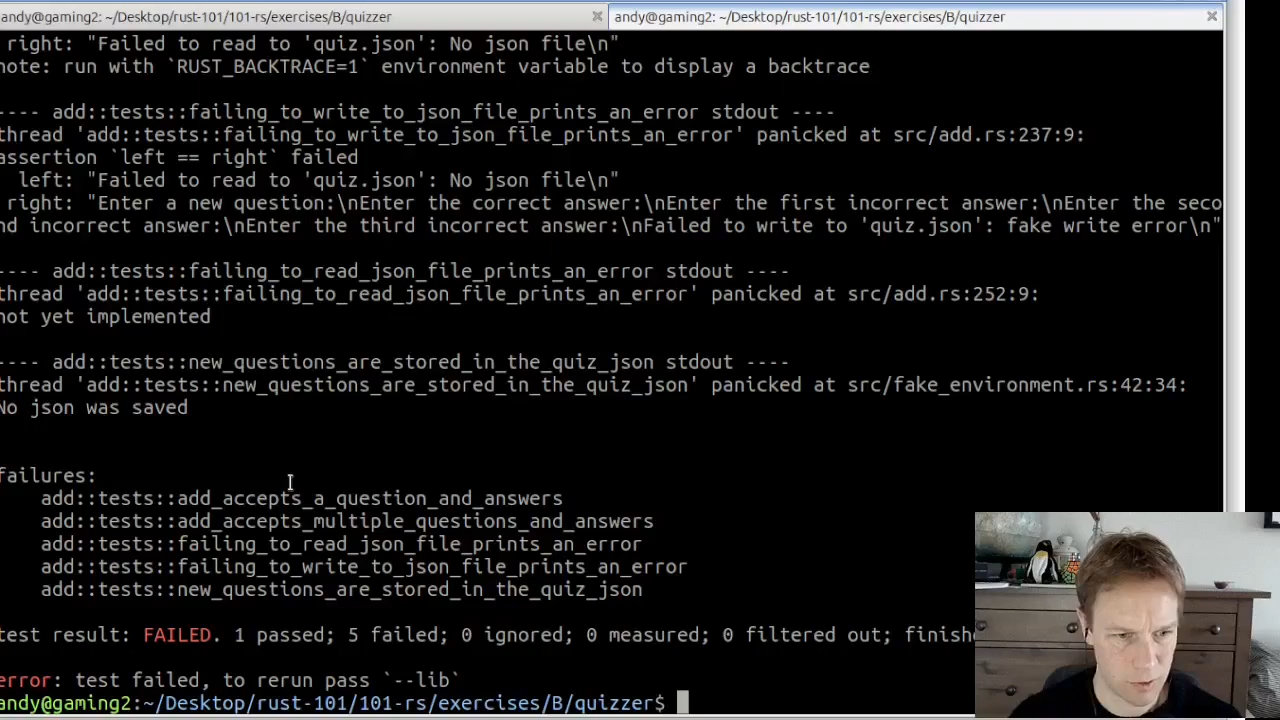 andy@gaming2: ~/Desktop/rust-101/101-rs/exercises/B/quizzer
andy@gaming2: ~/Desktop/rust-101/101-rs/exercises/B/quizzer
right: "Failed to read to 'quiz.json': No json file\n"
note: run with `RUST_BACKTRACE=1` environment variable to display a backtrace
---- add::tests::failing_to_write_to_json_file_prints_an_error stdout ----
thread 'add::tests::failing_to_write_to_json_file_prints_an_error' panicked at src/add.rs:237:9:
assertion `left == right` failed
left: "Failed to read to 'quiz.json': No json file\n"
right: "Enter a new question:\nEnter the correct answer:\nEnter the first incorrect answer:\nEnter the seco
nd incorrect answer:\nEnter the third incorrect answer:\nFailed to write to 'quiz.json': fake write error\n"
---- add::tests::failing_to_read_json_file_prints_an_error stdout ----
thread 'add::tests::failing_to_read_json_file_prints_an_error' panicked at src/add.rs:252:9:
not yet implemented
---- add::tests::new_questions_are_stored_in_the_quiz_json stdout ----
thread 'add::tests::new_questions_are_stored_in_the_quiz_json' panicked at src/fake_environment.rs:42:34:
No json was saved
failures:
add::tests::add_accepts_a_question_and_answers
add::tests::add_accepts_multiple_questions_and_answers
add::tests::failing_to_read_json_file_prints_an_error
add::tests::failing_to_write_to_json_file_prints_an_error
add::tests::new_questions_are_stored_in_the_quiz_json
test result: FAILED. 1 passed; 5 failed; 0 ignored; 0 measured; 0 filtered out; finishe
error: test failed, to rerun pass `--lib`
andy@gaming2:~/Desktop/rust-101/101-rs/exercises/B/quizzer$